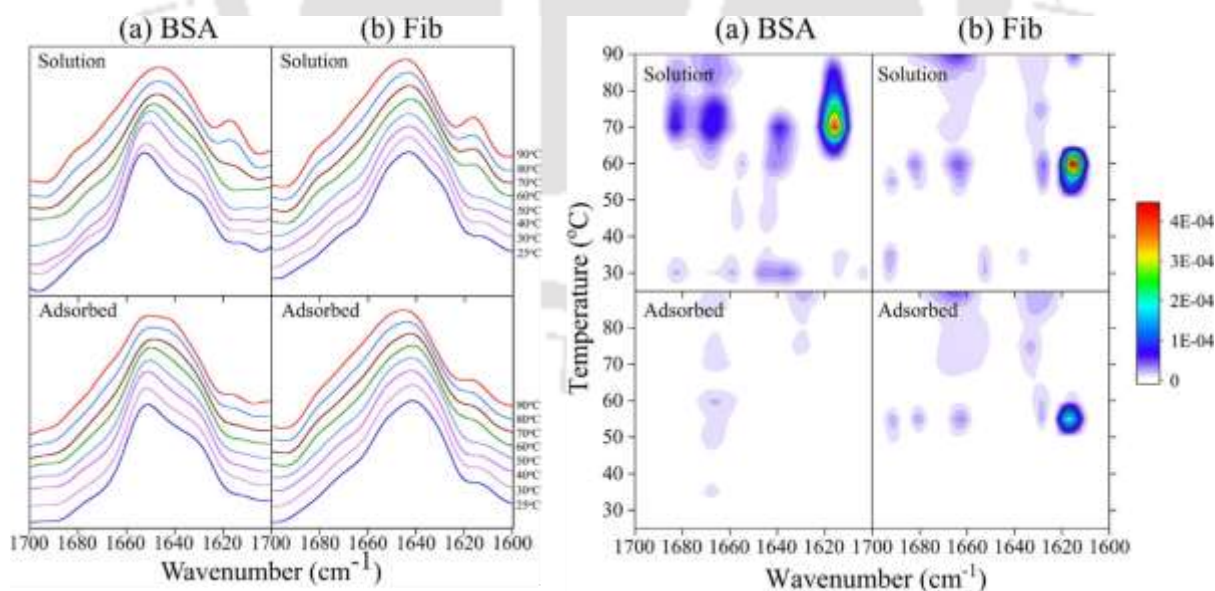 (a) BSA
(b) Fib
Solution
Solution
90°C
80°C
70°C
60°C
50°C
40°C
30°C
25°C
Adsorbed
Adsorbed
90°C
80°C
70°C
60°C
50°C
40°C
30°C
25°C
1700 1680 1660 1640 1620 1700 1680 1660 1640 1620 1600
Wavenumber (cm-1)
(a) BSA
(b) Fib
Temperature (°C)
90
80
70
60
50
40
30
Solution
Solution
80
70
60
50
40
30
Adsorbed
Adsorbed
1700 1680 1660 1640 1620 1700 1680 1660 1640 1620 1600
Wavenumber (cm-1)
4E-04
3E-04
2E-04
1E-04
0